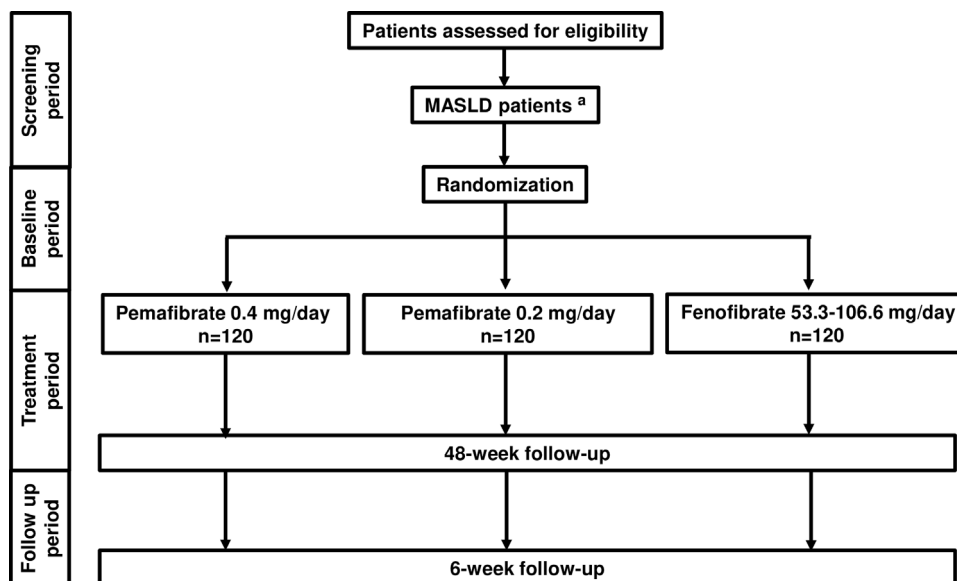 Patients assessed for eligibility
Screening
period
MASLD patients a
Randomization
Baseline
period
Pemafibrate 0.4 mg/day
n=120
Pemafibrate 0.2 mg/day
n=120
Fenofibrate 53.3-106.6 mg/day
n=120
Treatment
period
48-week follow-up
Follow up
period
6-week follow-up